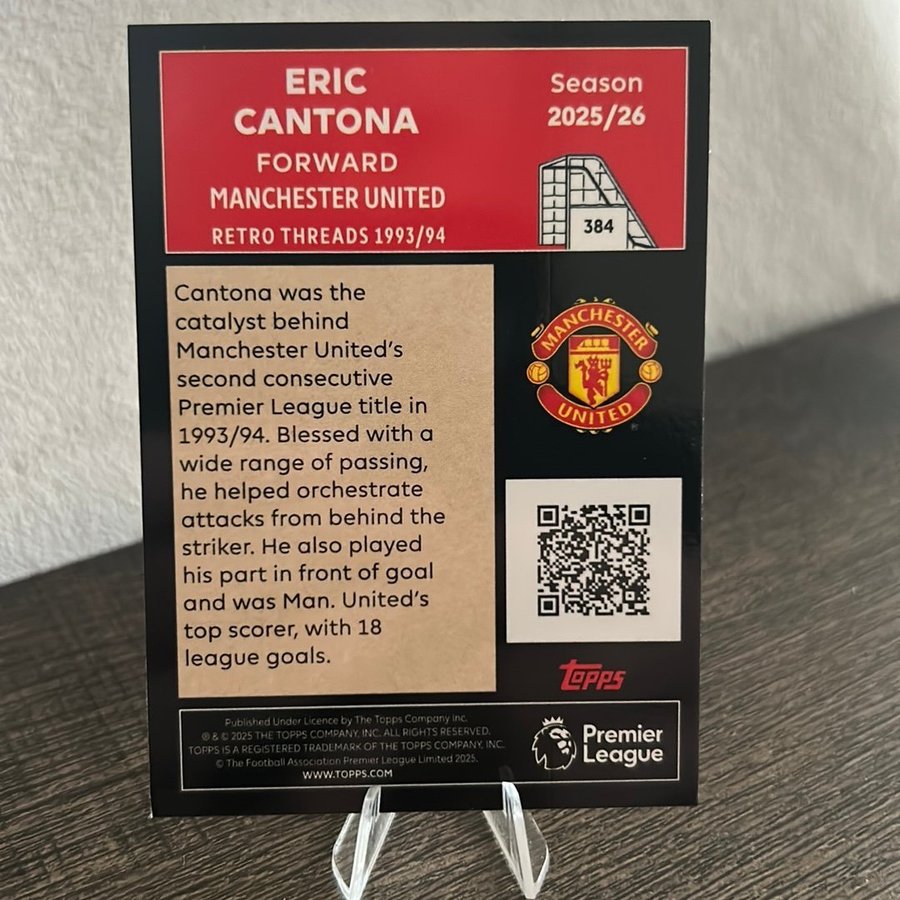 ERIC
CANTONA
FORWARD
MANCHESTER UNITED
RETRO THREADS 1993/94
Season
2025/26
384
Cantona was the
catalyst behind
Manchester United's
second consecutive
Premier League title in
1993/94. Blessed with a
wide range of passing,
he helped orchestrate
attacks from behind the
striker. He also played
his part in front of goal
and was Man. United's
top scorer, with 18
league goals.
MANCHESTER
UNITED
Topps
Published Under Licence by The Topps Company Inc.
® & © 2025 THE TOPPS COMPANY, INC. ALL RIGHTS RESERVED.
TOPPS IS A REGISTERED TRADEMARK OF THE TOPPS COMPANY, INC.
© The Football Association Premier League Limited 2025.
WWW.TOPPS.COM
Premier
League